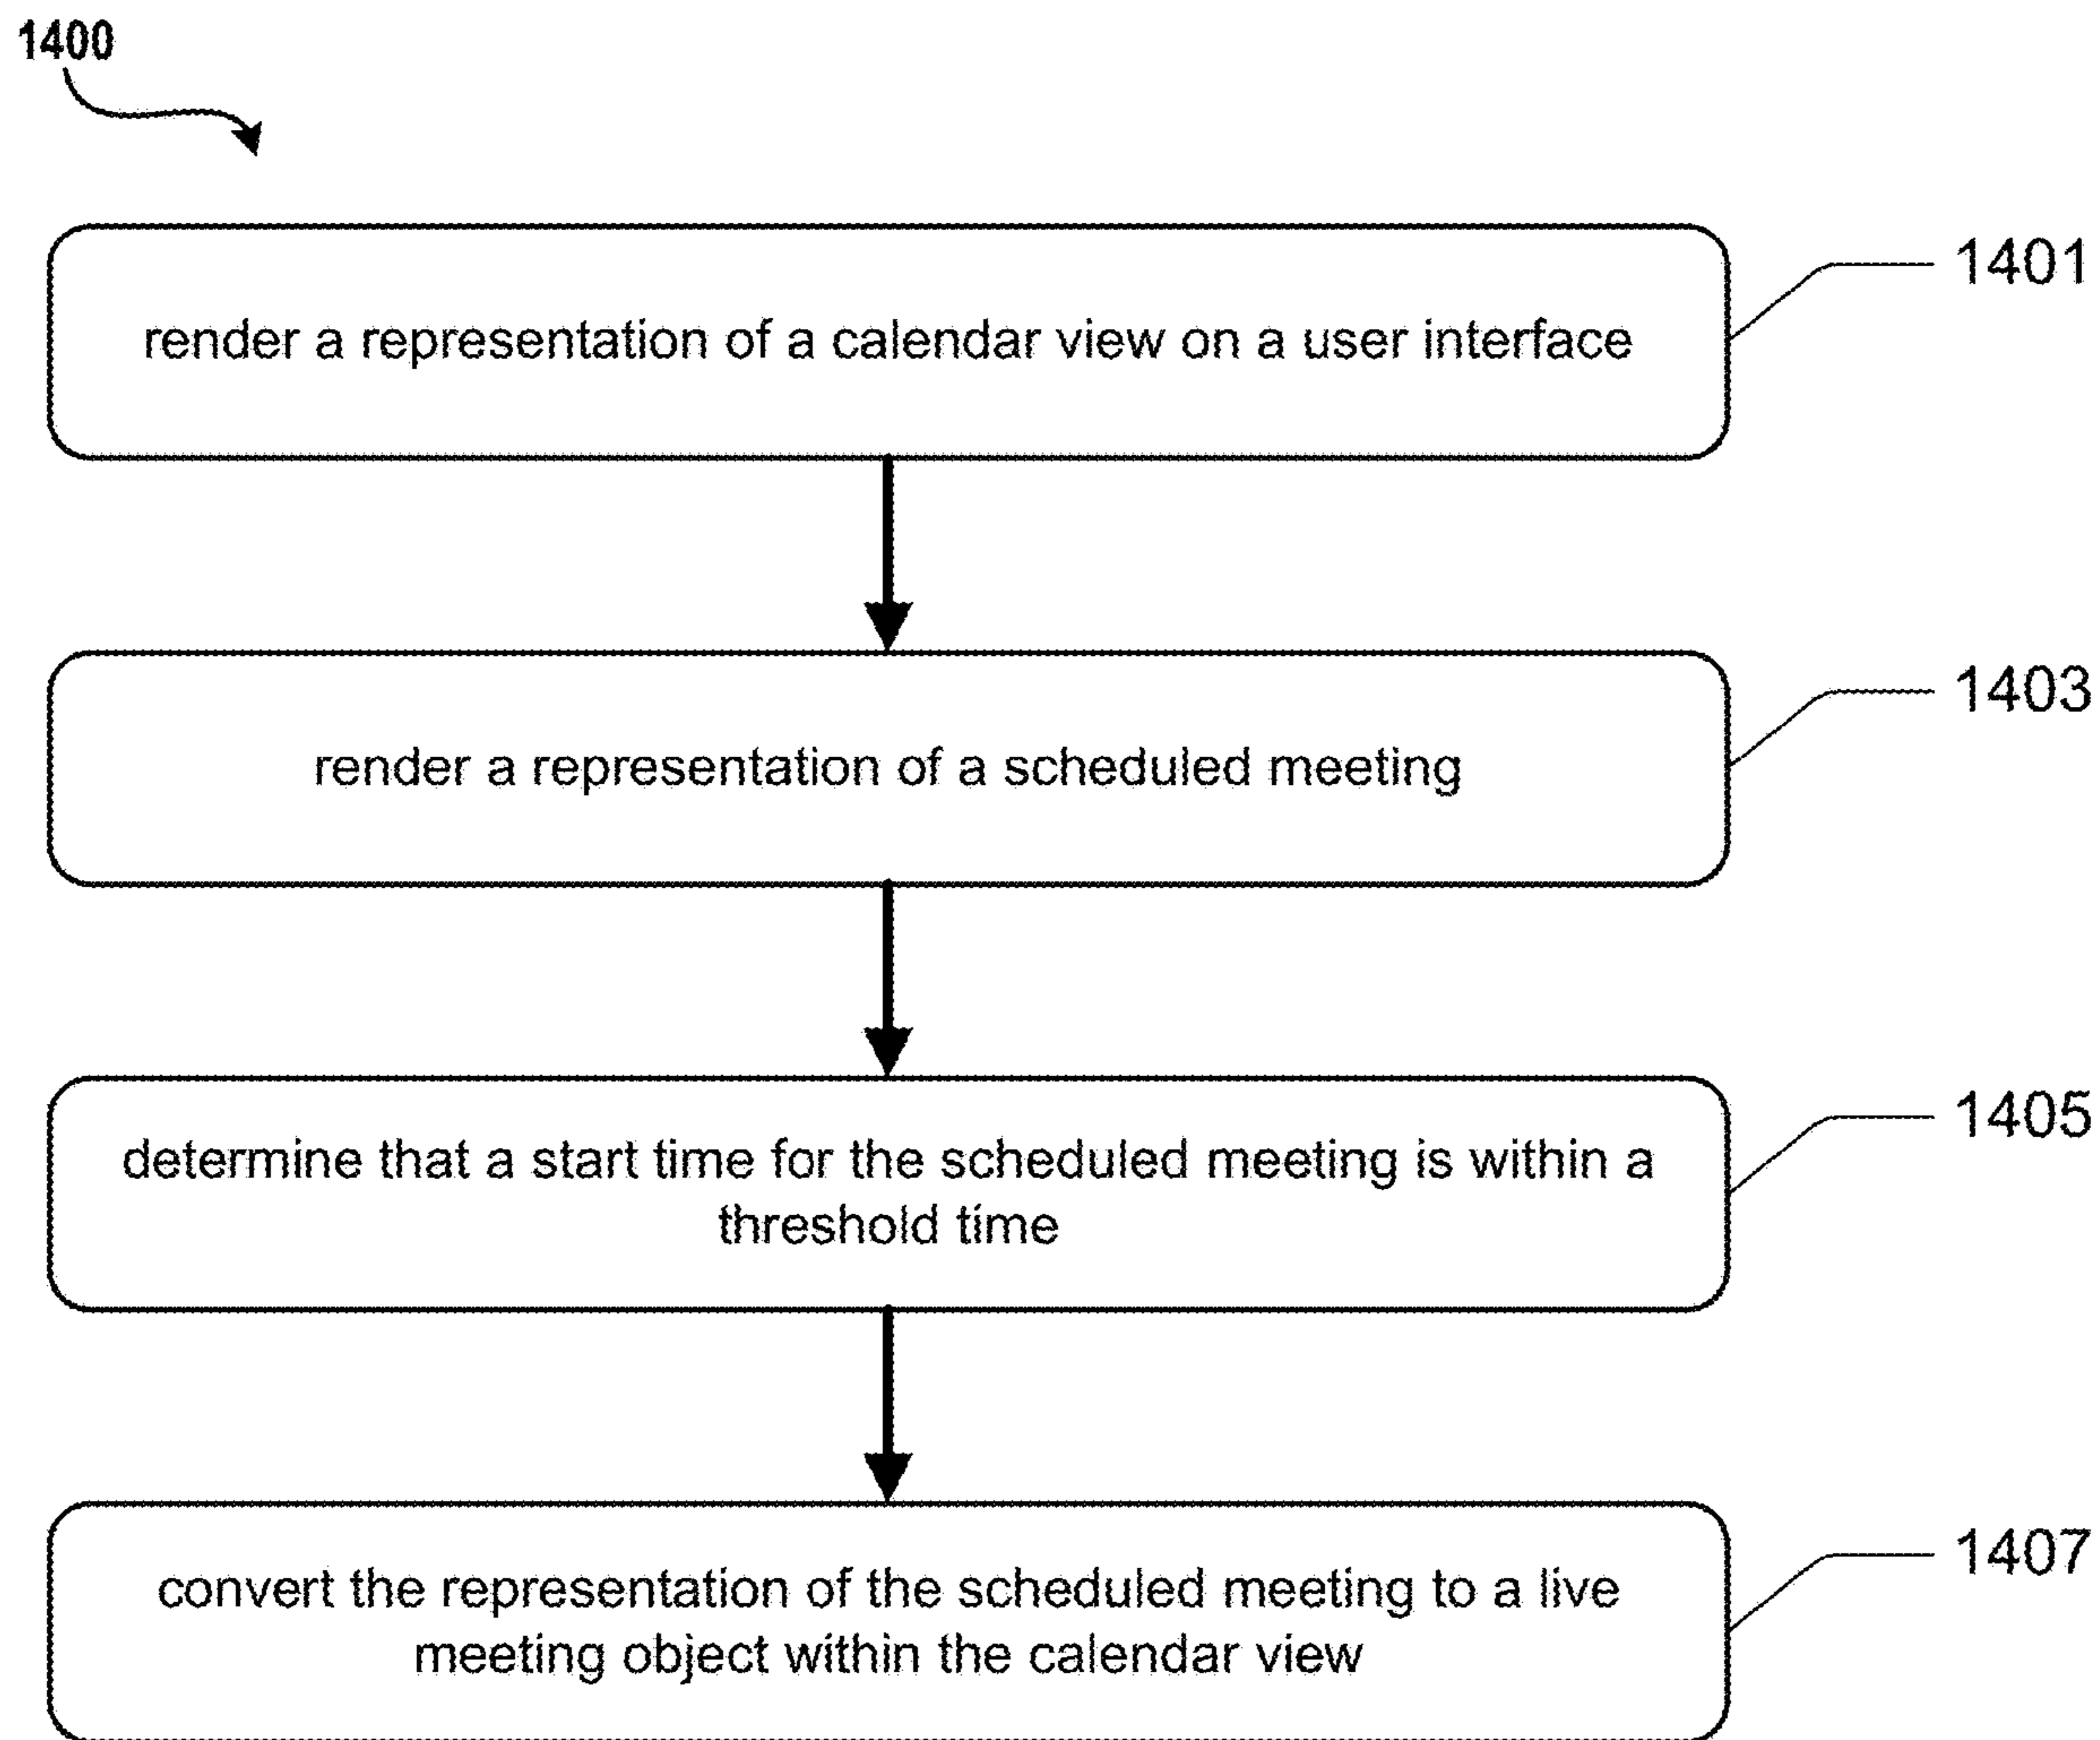 1400
render a representation of a calendar view on a user interface
1401
render a representation of a scheduled meeting
1403
determine that a start time for the scheduled meeting is within a
threshold time
1405
convert the representation of the scheduled meeting to a live
meeting object within the calendar view
1407